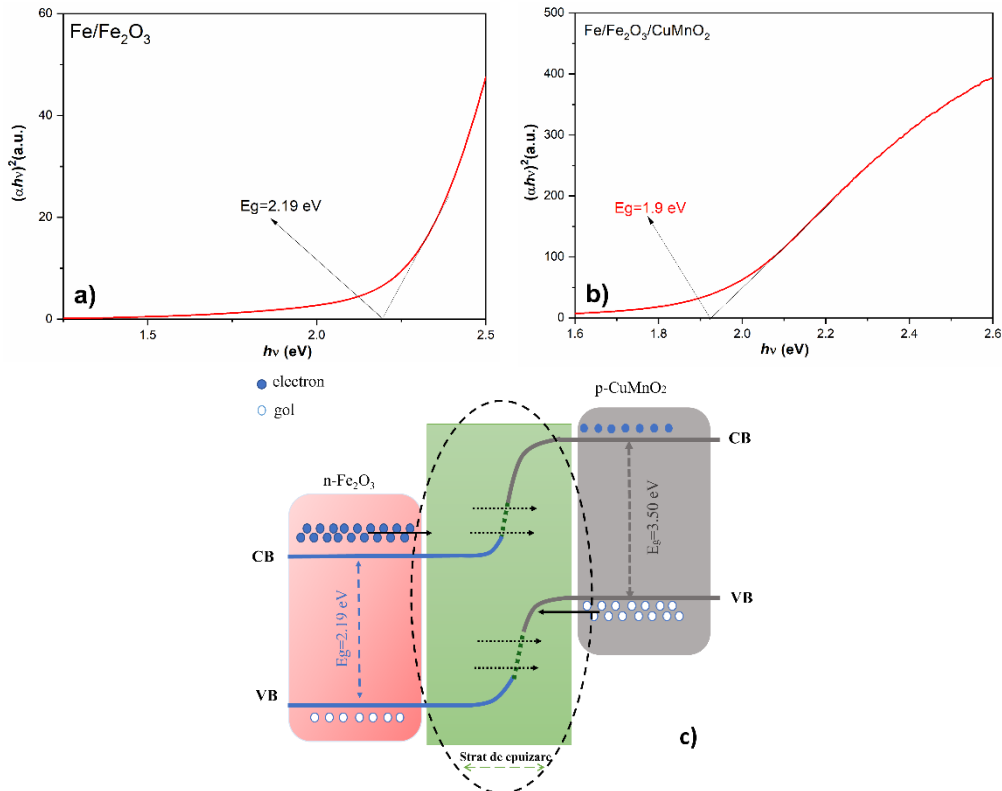 Fe/Fe₂O₃
60
40
20
0
(αhν)²(a.u.)
Eg=2.19 eV
a)
1.5
2.0
2.5
hν (eV)
Fe/Fe₂O₃/CuMnO₂
500
400
300
200
100
0
(αhν)²(a.u.)
Eg=1.9 eV
b)
1.6
1.8
2.0
2.2
2.4
2.6
hν (eV)
electron
gol
p-CuMnO₂
CB
n-Fe₂O₃
Eg=3.50 eV
CB
VB
Eg=2.19 eV
VB
c)
Strat de epuizare